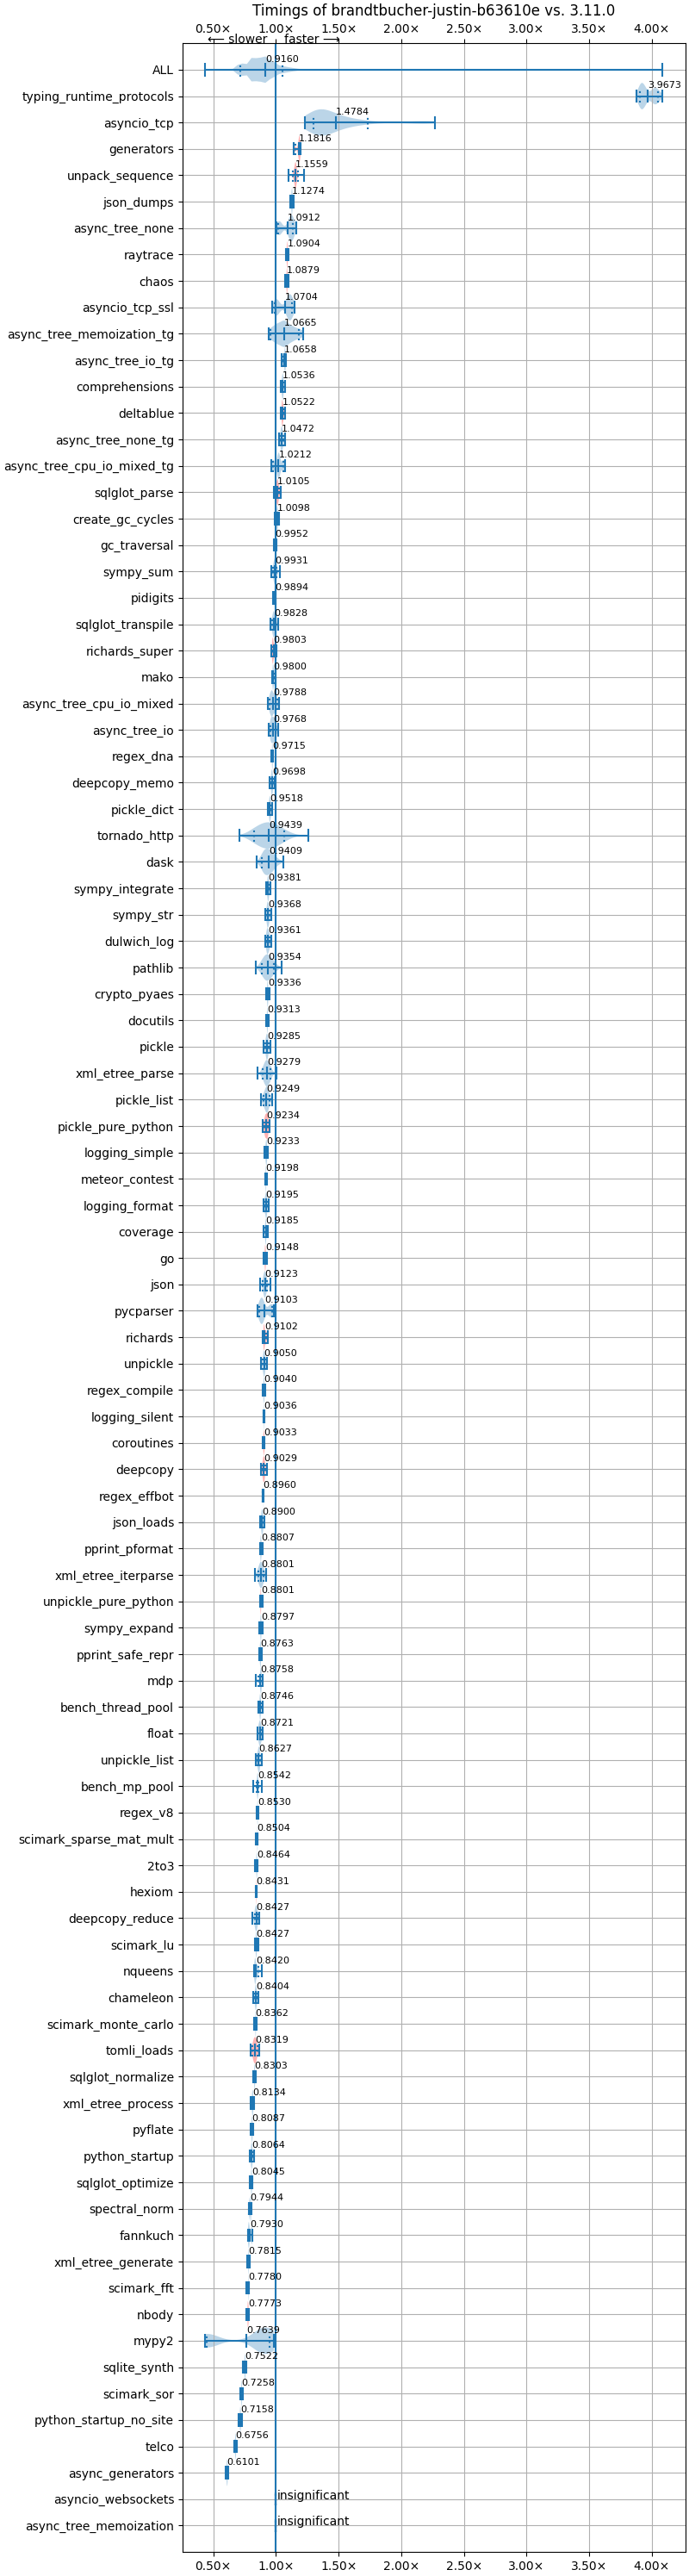 Timings of brandtbucher-justin-b63610e vs. 3.11.0
0.50× 1.00× 1.50× 2.00× 2.50× 3.00× 3.50× 4.00×
⟵ slower faster ⟶
ALL 0.9160
typing_runtime_protocols 3.9673
asyncio_tcp 1.4784
generators 1.1816
unpack_sequence 1.1559
json_dumps 1.1274
async_tree_none 1.0912
raytrace 1.0904
chaos 1.0879
asyncio_tcp_ssl 1.0704
async_tree_memoization_tg 1.0665
async_tree_io_tg 1.0658
comprehensions 1.0536
deltablue 1.0522
async_tree_none_tg 1.0472
async_tree_cpu_io_mixed_tg 1.0212
sqlglot_parse 1.0105
create_gc_cycles 1.0098
gc_traversal 0.9952
sympy_sum 0.9931
pidigits 0.9894
sqlglot_transpile 0.9828
richards_super 0.9803
mako 0.9800
async_tree_cpu_io_mixed 0.9788
async_tree_io 0.9768
regex_dna 0.9715
deepcopy_memo 0.9698
pickle_dict 0.9518
tornado_http 0.9439
dask 0.9409
sympy_integrate 0.9381
sympy_str 0.9368
dulwich_log 0.9361
pathlib 0.9354
crypto_pyaes 0.9336
docutils 0.9313
pickle 0.9285
xml_etree_parse 0.9279
pickle_list 0.9249
pickle_pure_python 0.9234
logging_simple 0.9233
meteor_contest 0.9198
logging_format 0.9195
coverage 0.9185
go 0.9148
json 0.9123
pycparser 0.9103
richards 0.9102
unpickle 0.9050
regex_compile 0.9040
logging_silent 0.9036
coroutines 0.9033
deepcopy 0.9029
regex_effbot 0.8960
json_loads 0.8900
pprint_pformat 0.8807
xml_etree_iterparse 0.8801
unpickle_pure_python 0.8801
sympy_expand 0.8797
pprint_safe_repr 0.8763
mdp 0.8758
bench_thread_pool 0.8746
float 0.8721
unpickle_list 0.8627
bench_mp_pool 0.8542
regex_v8 0.8530
scimark_sparse_mat_mult 0.8504
2to3 0.8464
hexiom 0.8431
deepcopy_reduce 0.8427
scimark_lu 0.8427
nqueens 0.8420
chameleon 0.8404
scimark_monte_carlo 0.8362
tomli_loads 0.8319
sqlglot_normalize 0.8303
xml_etree_process 0.8134
pyflate 0.8087
python_startup 0.8064
sqlglot_optimize 0.8045
spectral_norm 0.7944
fannkuch 0.7930
xml_etree_generate 0.7815
scimark_fft 0.7780
nbody 0.7773
mypy2 0.7639
sqlite_synth 0.7522
scimark_sor 0.7258
python_startup_no_site 0.7158
telco 0.6756
async_generators 0.6101
asyncio_websockets insignificant
async_tree_memoization insignificant
0.50× 1.00× 1.50× 2.00× 2.50× 3.00× 3.50× 4.00×